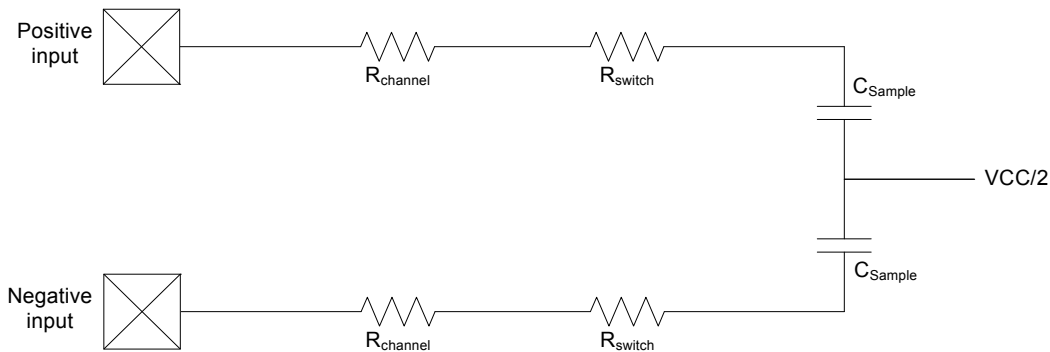 Positive
input
Rchannel
Rswitch
CSample
VCC/2
CSample
Negative
input
Rchannel
Rswitch